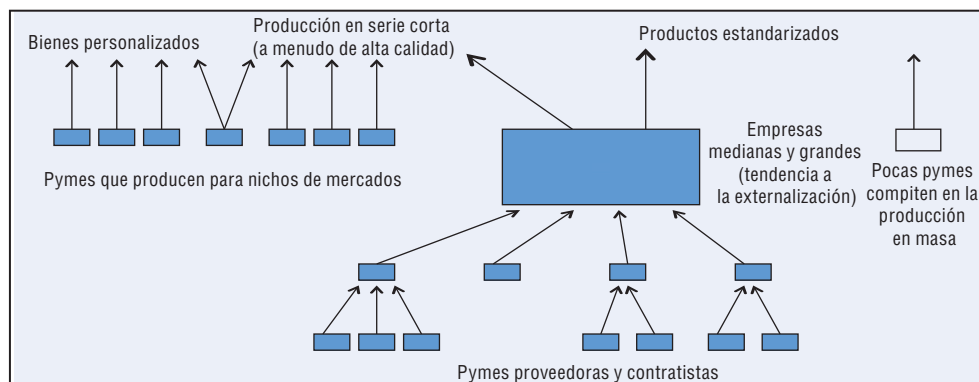 Bienes personalizados
Producción en serie corta
(a menudo de alta calidad)
Productos estandarizados
Pymes que producen para nichos de mercados
Empresas
medianas y grandes
(tendencia a
la externalización)
Pocas pymes
compiten en la
producción
en masa
Pymes proveedoras y contratistas